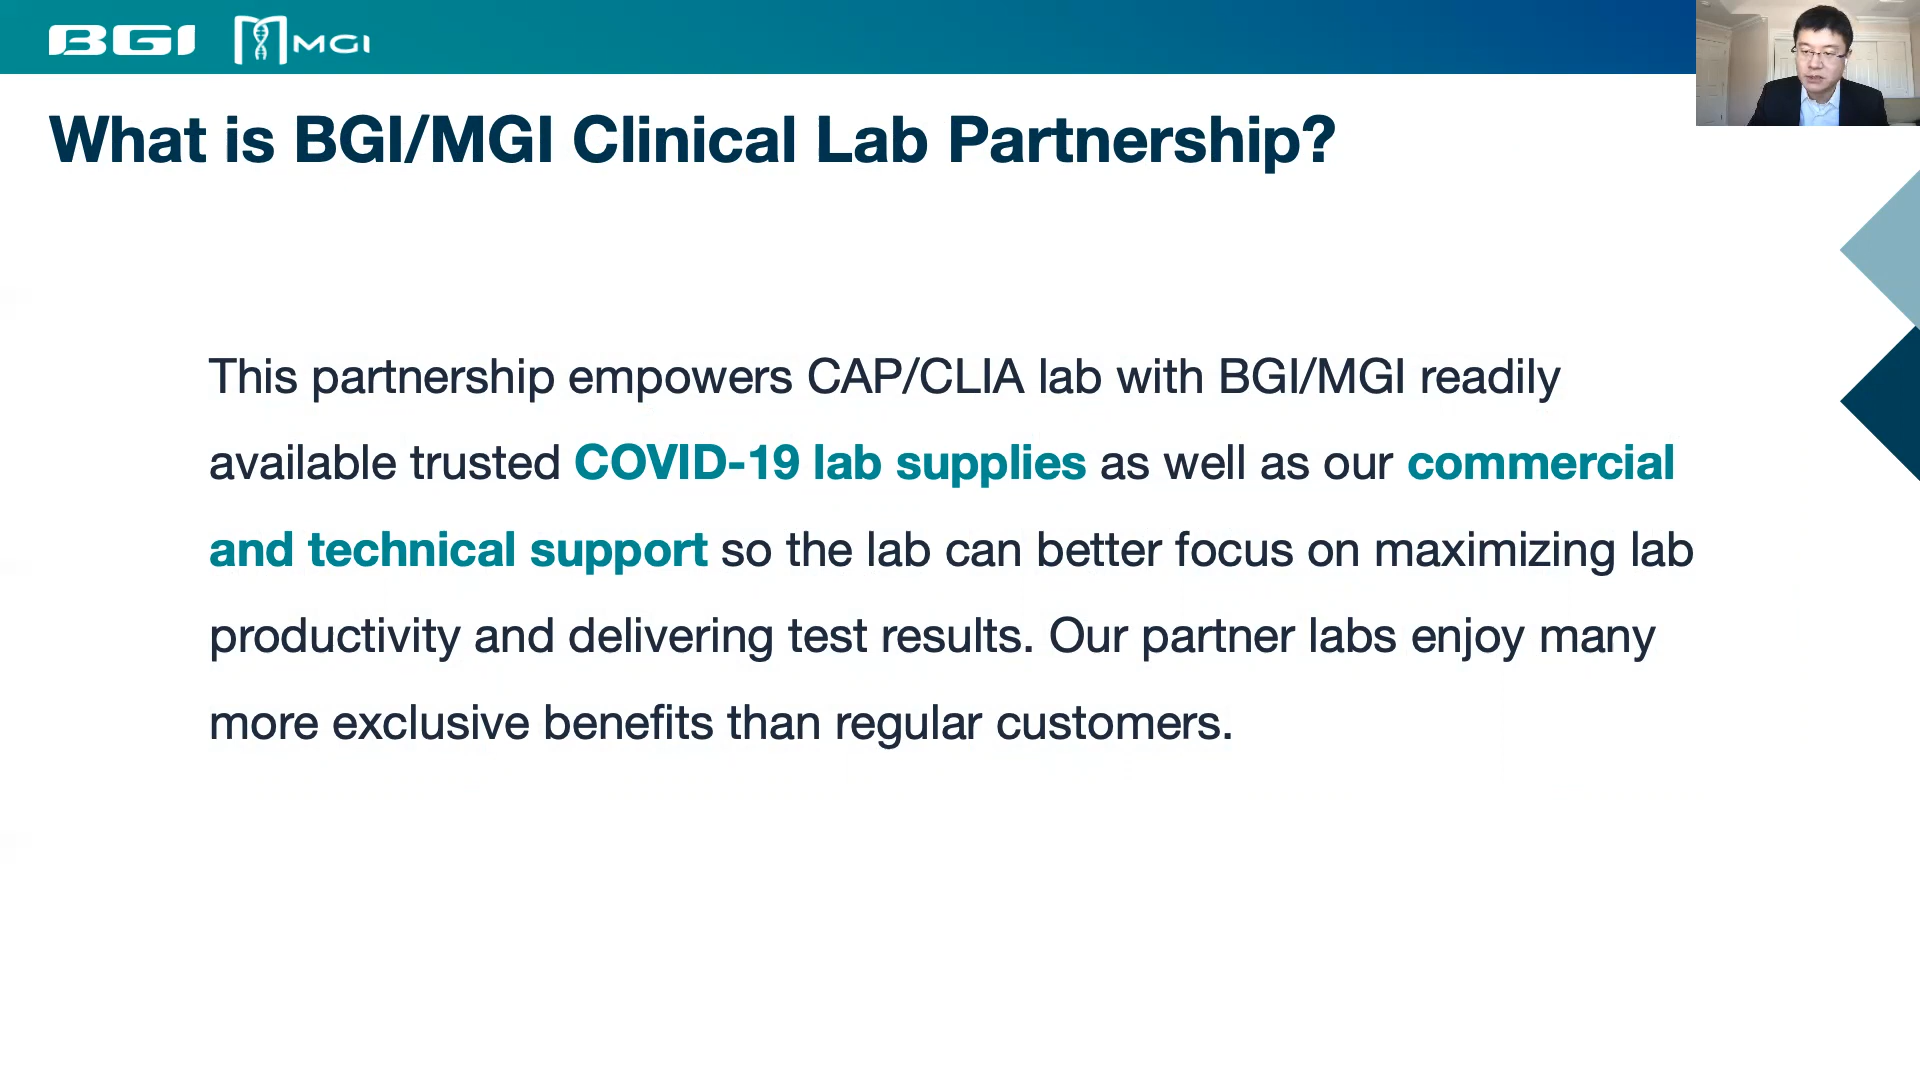 BGI MGI
What is BGI/MGI Clinical Lab Partnership?
This partnership empowers CAP/CLIA lab with BGI/MGI readily
available trusted COVID-19 lab supplies as well as our commercial
and technical support so the lab can better focus on maximizing lab
productivity and delivering test results. Our partner labs enjoy many
more exclusive benefits than regular customers.